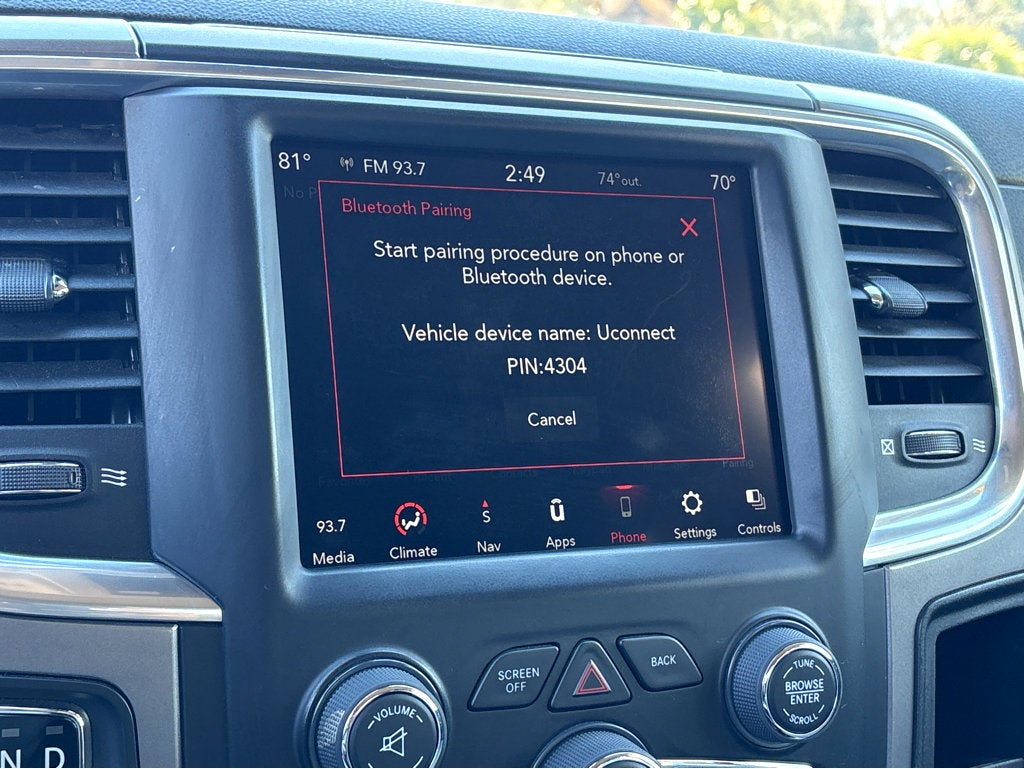 81° FM 93.7 2:49 74°out. 70°
No P
Bluetooth Pairing
Start pairing procedure on phone or
Bluetooth device.
Vehicle device name: Uconnect
PIN:4304
Cancel
Pairing
93.7 S
Media Climate Nav Apps Phone Settings Controls
SCREEN
OFF
BACK
VOLUME
TUNE
BROWSE
ENTER
SCROLL
N D